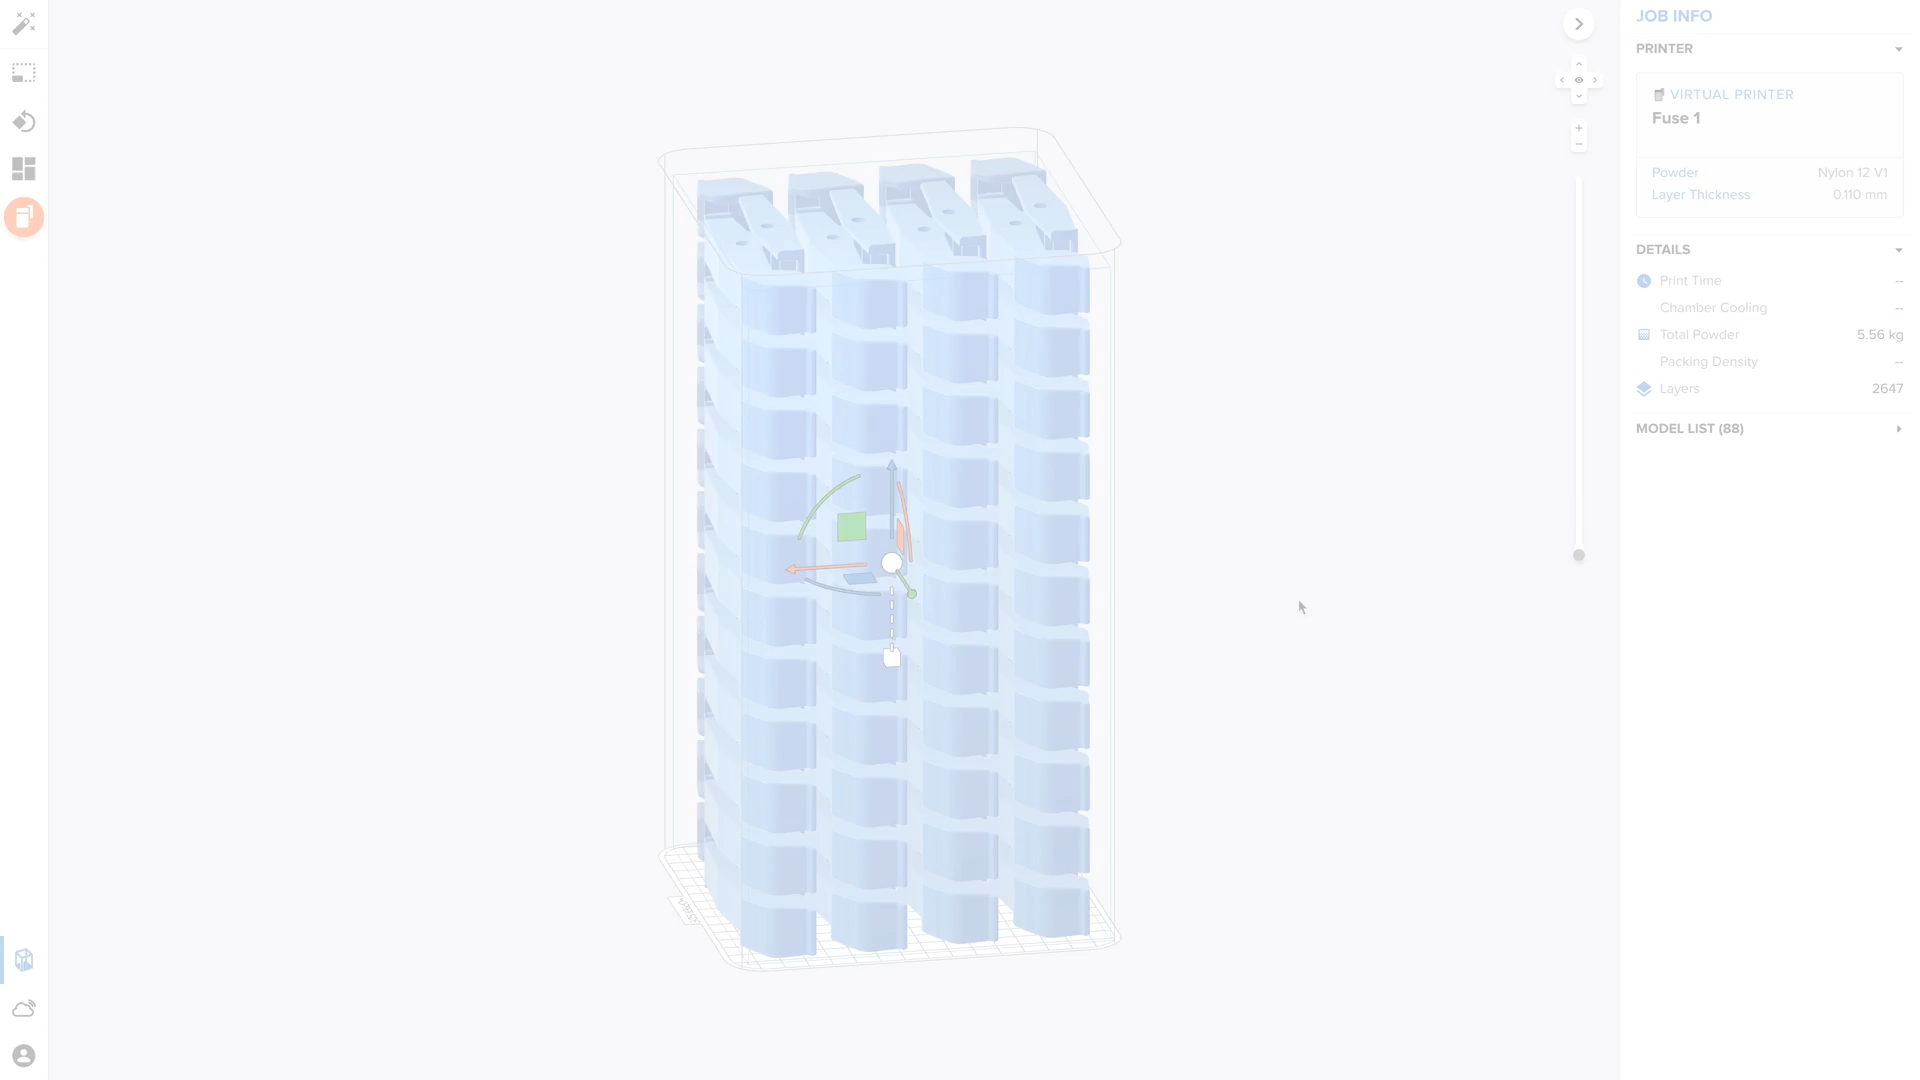 JOB INFO
PRINTER
VIRTUAL PRINTER
Fuse 1
Powder Nylon 12 V1
Layer Thickness 0.110 mm
DETAILS
Print Time --
Chamber Cooling --
Total Powder 5.56 kg
Packing Density --
Layers 2647
MODEL LIST (88)